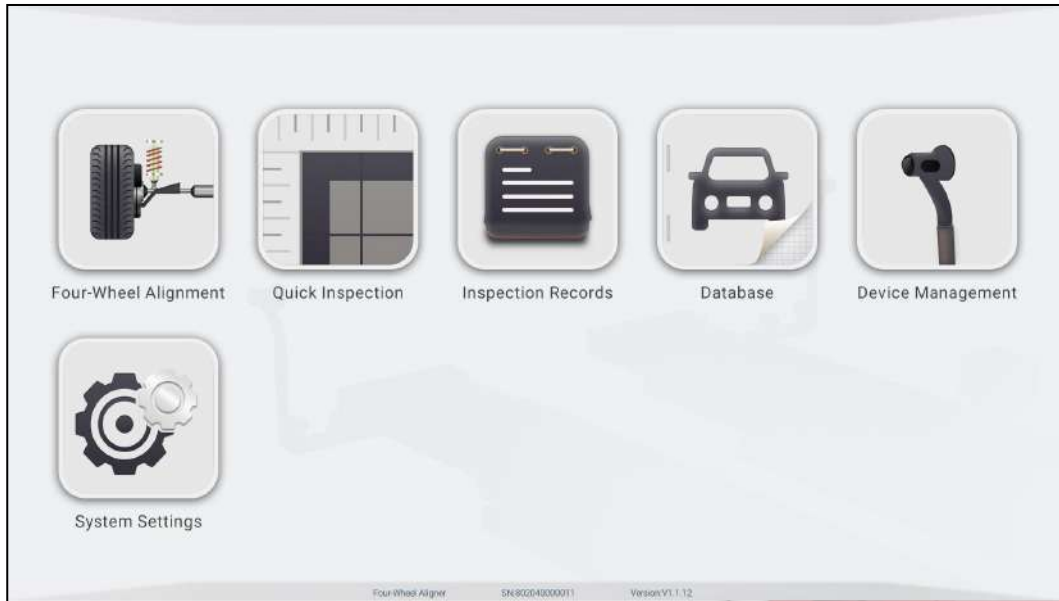 Four-Wheel Alignment
Quick Inspection
Inspection Records
Database
Device Management
System Settings
Four-Wheel Aligner SN:802040000011 Version:V1.1.12